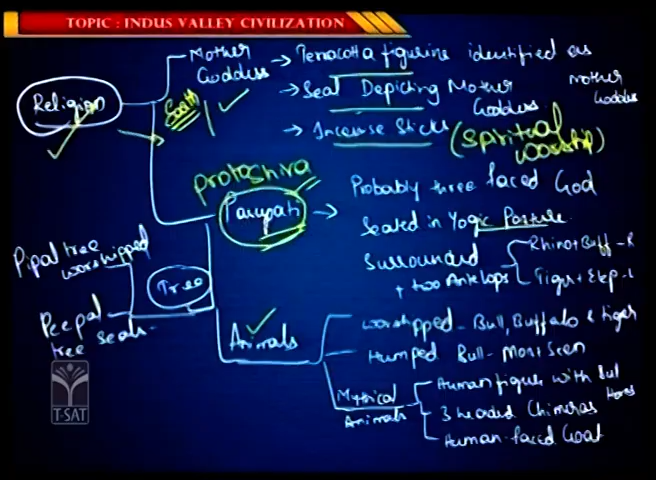 TOPIC : INDUS VALLEY CIVILIZATION
Religion
Mother
Goddess
→ Terracotta figurine identified as
mother
Goddess
→ Seal Depicting Mother
Goddess
→ Incense Sticks
(Spiritual
worship)
protoshiva
Pasupati →
Probably three faced God
Seated in Yogic Posture
Surrounded
+ two Antelops
Rhino + Buff - R
Tiger + Elep - L
Tree
Pipal tree
worshipped
Peepal
tree seals
Animals
worshipped - Bull, Buffalo & tiger
Humped Bull - Most Seen
Mythical
Animals
Human figure with Bul
Hons
3 headed Chimeras
Human-faced Goat
T-SAT